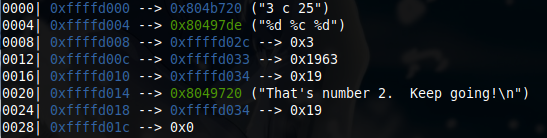 0000| 0xffffd000 --> 0x804b720 ("3 c 25")
0004| 0xffffd004 --> 0x80497de ("%d %c %d")
0008| 0xffffd008 --> 0xffffd02c --> 0x3
0012| 0xffffd00c --> 0xffffd033 --> 0x1963
0016| 0xffffd010 --> 0xffffd034 --> 0x19
0020| 0xffffd014 --> 0x8049720 ("That's number 2.  Keep going!\n")
0024| 0xffffd018 --> 0xffffd034 --> 0x19
0028| 0xffffd01c --> 0x0